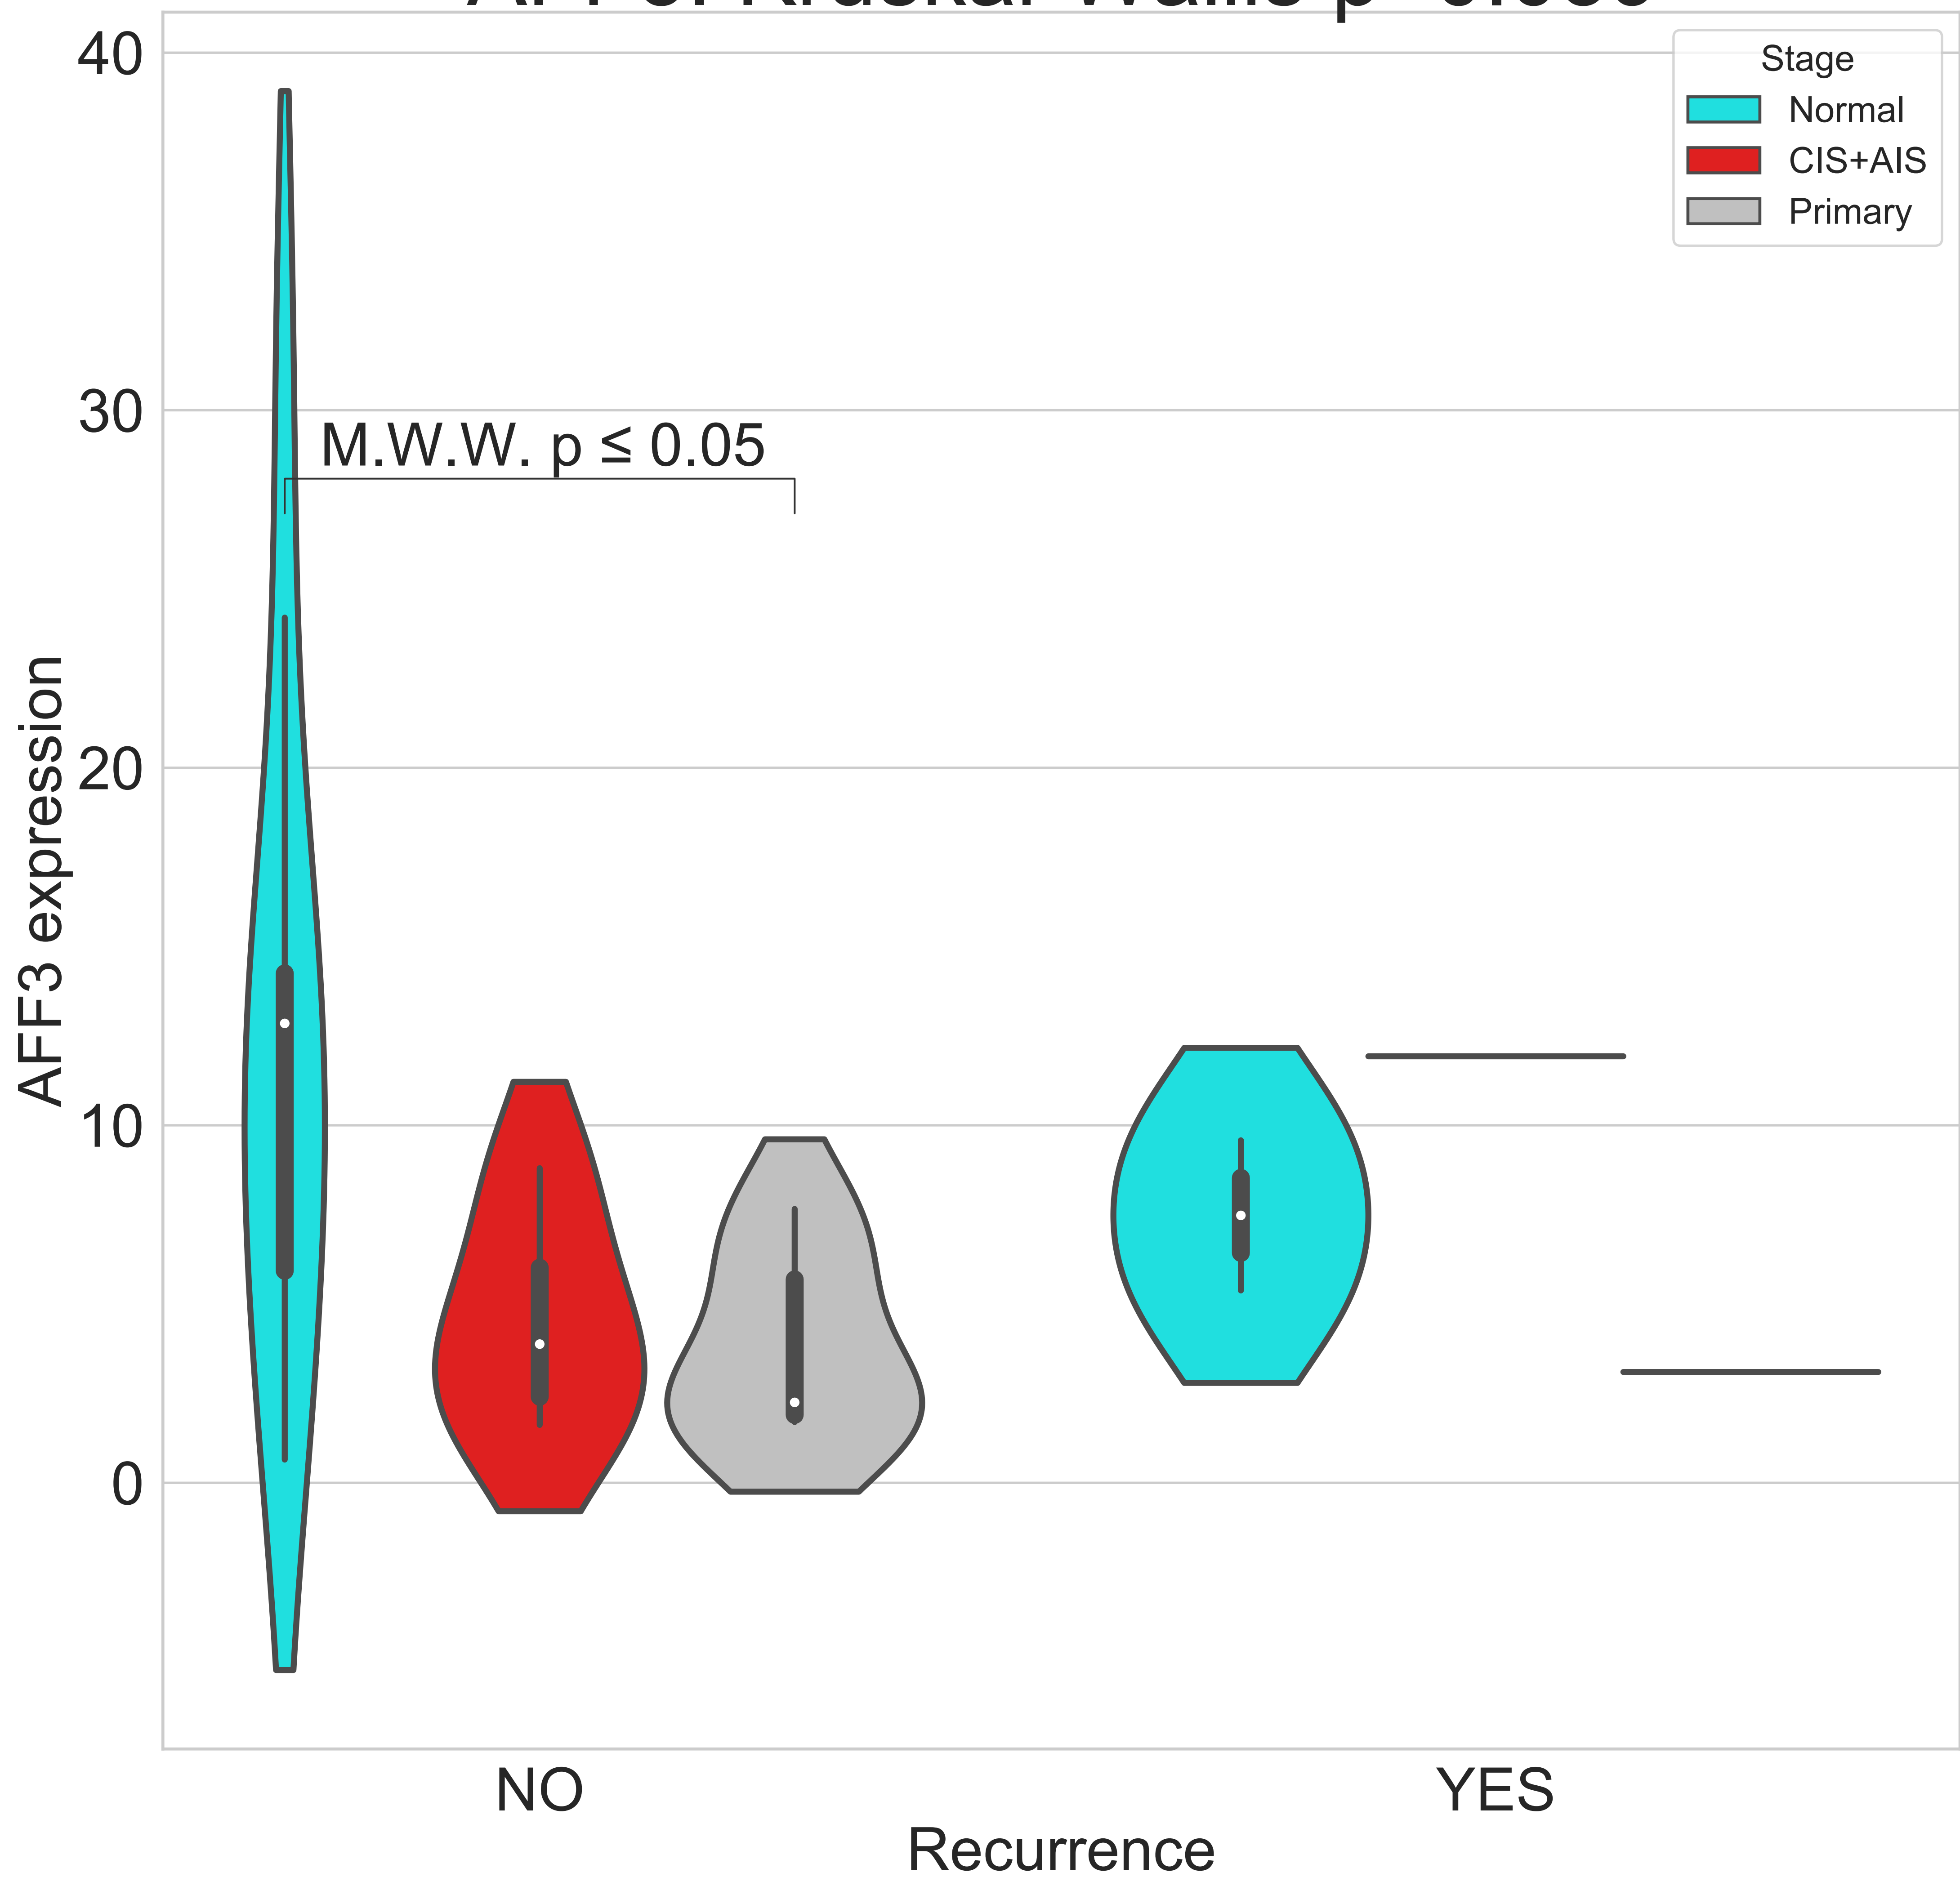 40
30
20
10
0
AFF3 expression
Stage
Normal
CIS+AIS
Primary
M.W.W. p ≤ 0.05
NO
YES
Recurrence